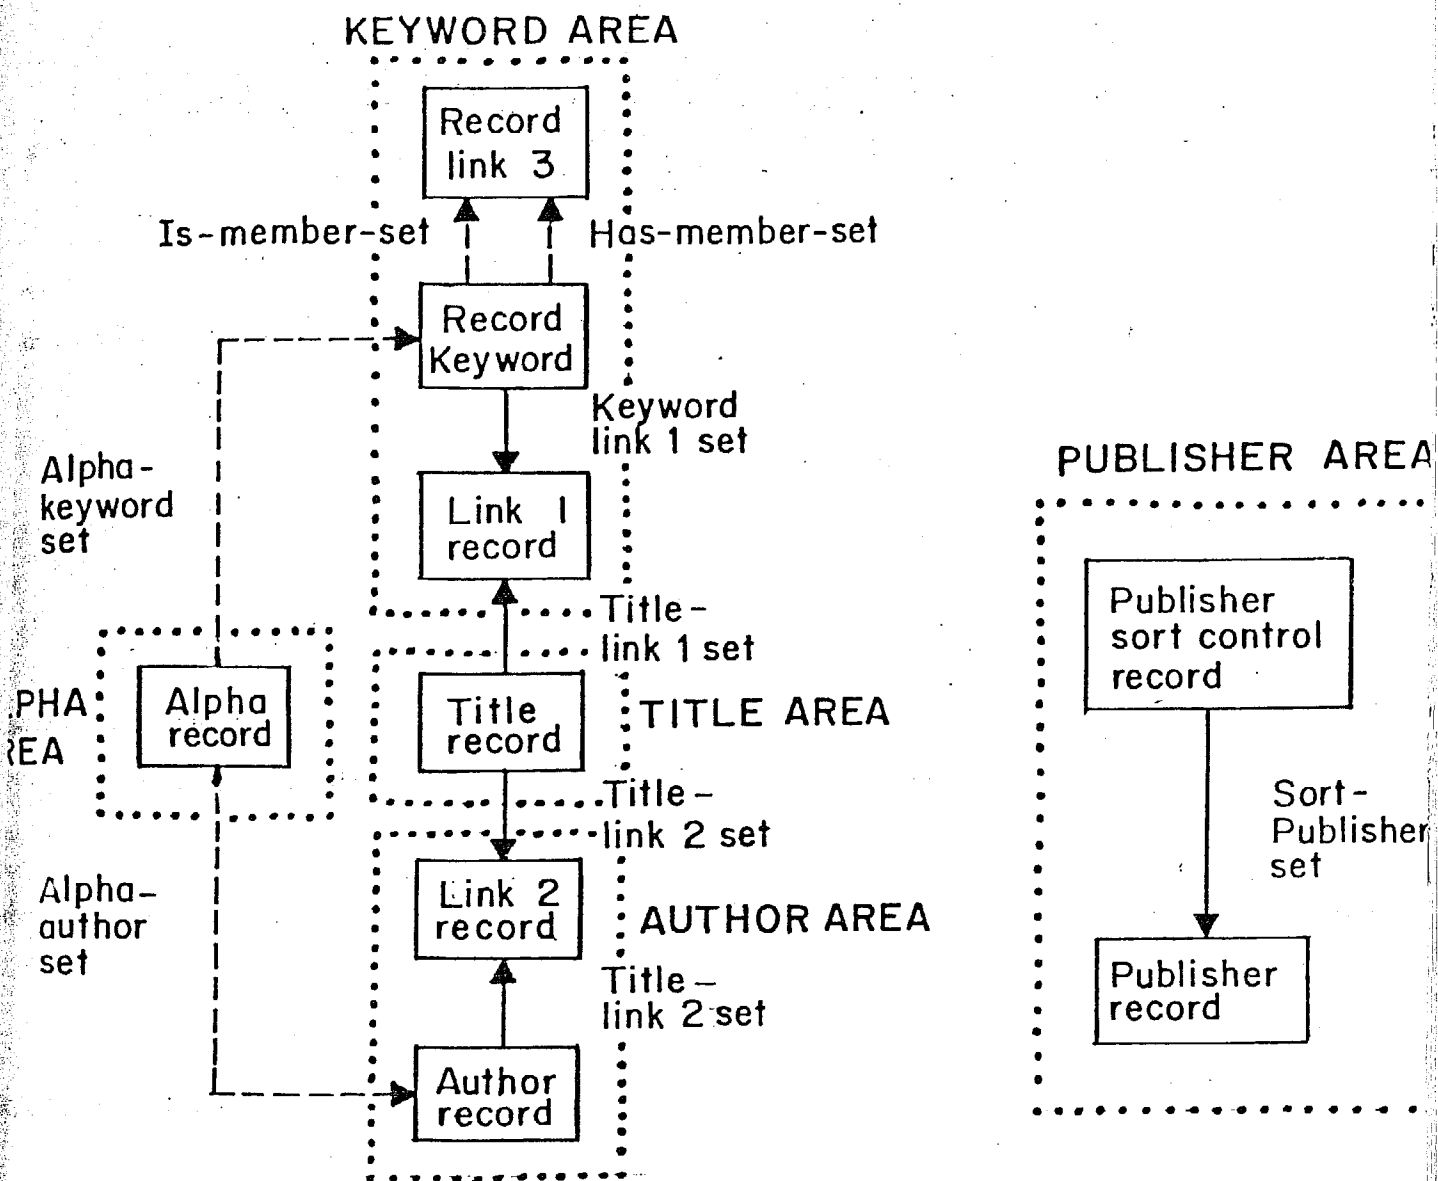 KEYWORD AREA
Record
link 3
Is-member-set
Has-member-set
Record
Keyword
Keyword
link 1 set
Alpha-
keyword
set
Link 1
record
Title-
link 1 set
PHA
REA
Alpha
record
Title
record
TITLE AREA
Title-
link 2 set
Alpha-
author
set
Link 2
record
AUTHOR AREA
Title-
link 2 set
Author
record
PUBLISHER AREA
Publisher
sort control
record
Sort-
Publisher
set
Publisher
record